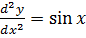 d²y/dx² = sin x